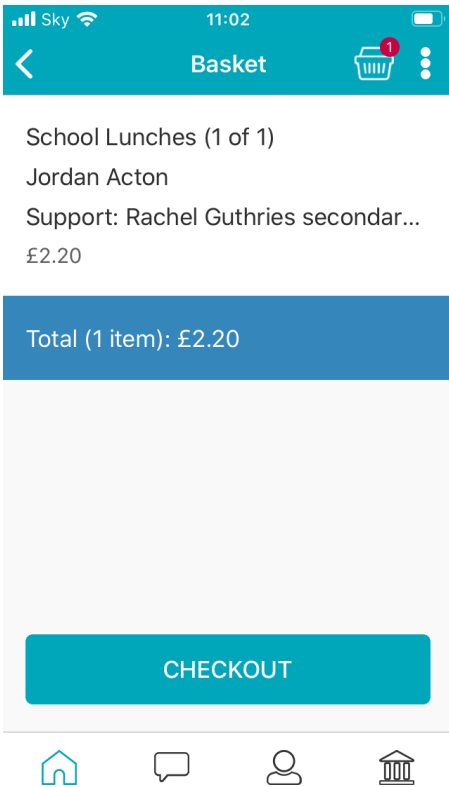 Sky 11:02
Basket
1
School Lunches (1 of 1)
Jordan Acton
Support: Rachel Guthries secondar...
£2.20
Total (1 item): £2.20
CHECKOUT